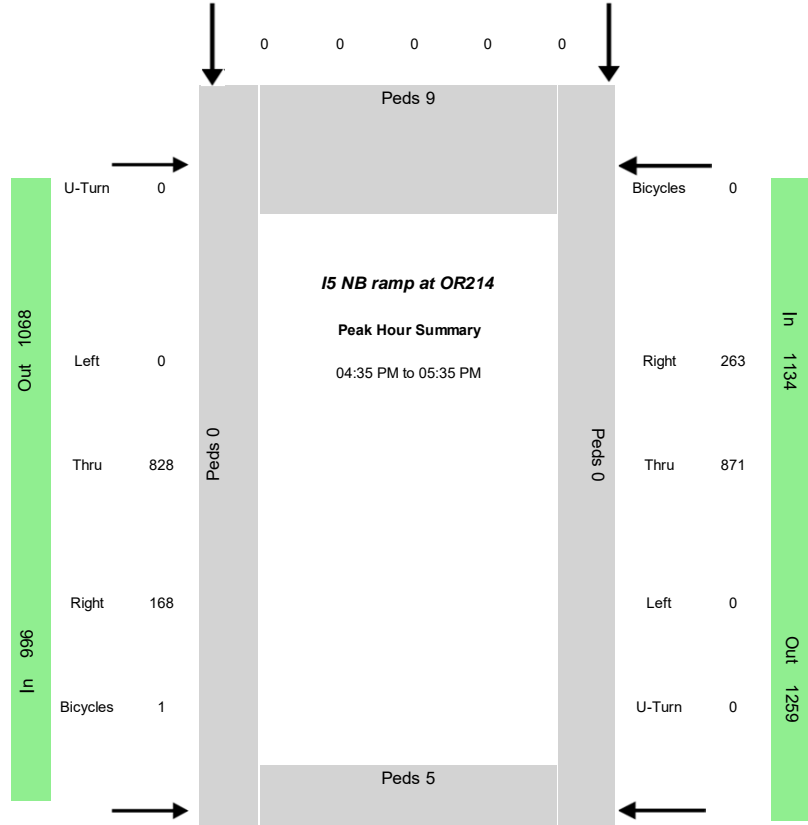 0 0 0 0 0
Peds 9
U-Turn 0
Bicycles 0
I5 NB ramp at OR214
Peak Hour Summary
04:35 PM to 05:35 PM
Out 1068
In 1134
Left 0
Right 263
Peds 0
Thru 828
Peds 0
Thru 871
Right 168
Left 0
In 996
Out 1259
Bicycles 1
U-Turn 0
Peds 5